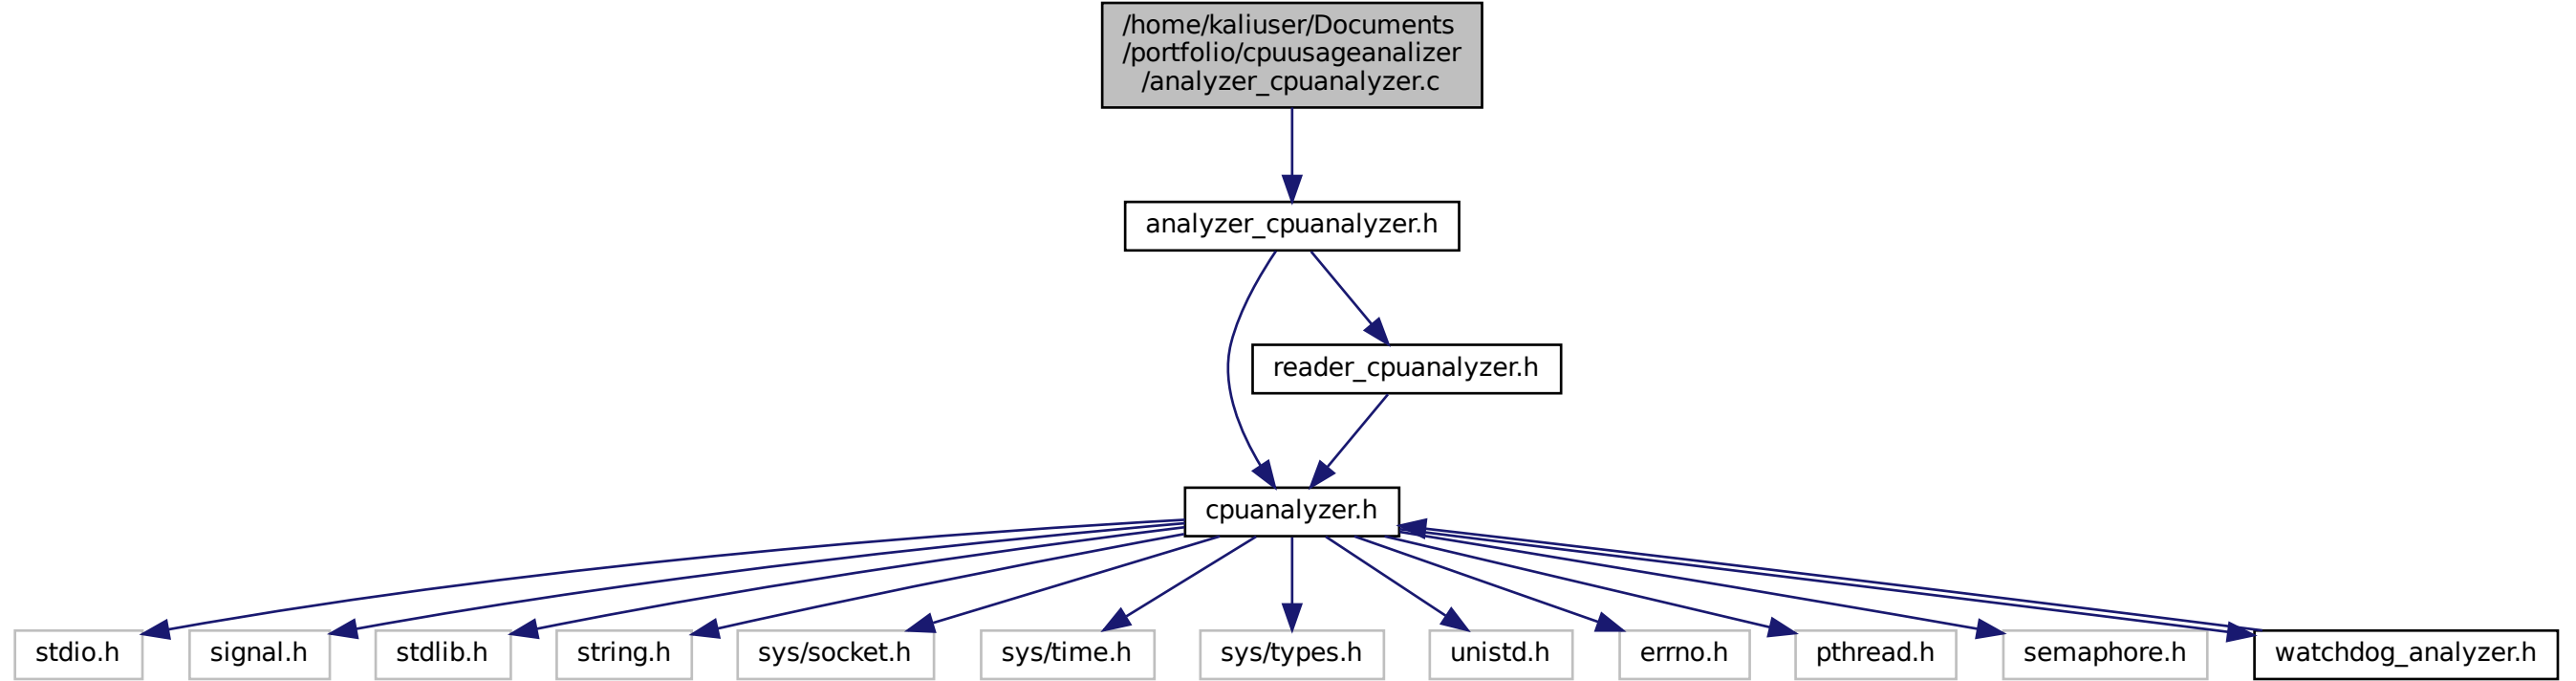 /home/kaliuser/Documents
/portfolio/cpuusageanalizer
/analyzer_cpuanalyzer.c
analyzer_cpuanalyzer.h
reader_cpuanalyzer.h
cpuanalyzer.h
stdio.h
signal.h
stdlib.h
string.h
sys/socket.h
sys/time.h
sys/types.h
unistd.h
errno.h
pthread.h
semaphore.h
watchdog_analyzer.h